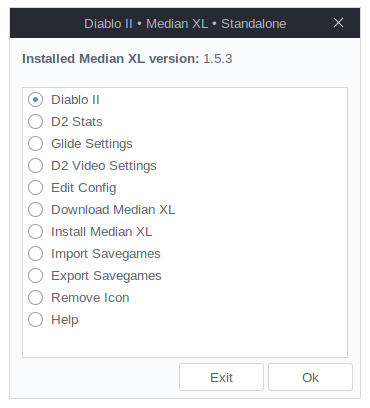 Diablo II • Median XL • Standalone
Installed Median XL version: 1.5.3
Diablo II
D2 Stats
Glide Settings
D2 Video Settings
Edit Config
Download Median XL
Install Median XL
Import Savegames
Export Savegames
Remove Icon
Help
Exit
Ok